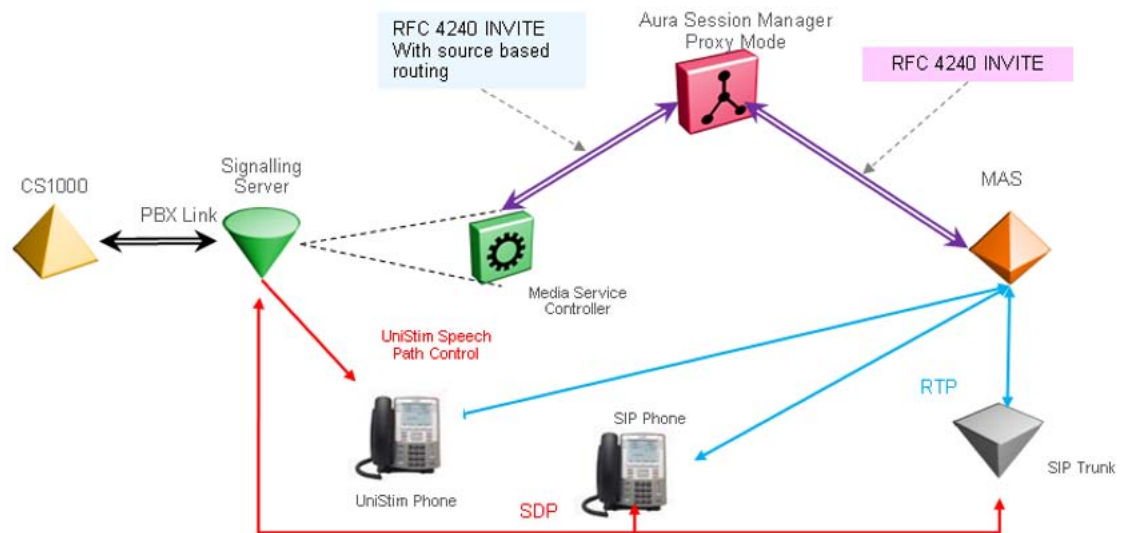 RFC 4240 INVITE
With source based
routing
Aura Session Manager
Proxy Mode
RFC 4240 INVITE
CS1000
Signalling
Server
MAS
PBX Link
Media Service
Controller
UniStim Speech
Path Control
RTP
SIP Phone
SIP Trunk
UniStim Phone
SDP